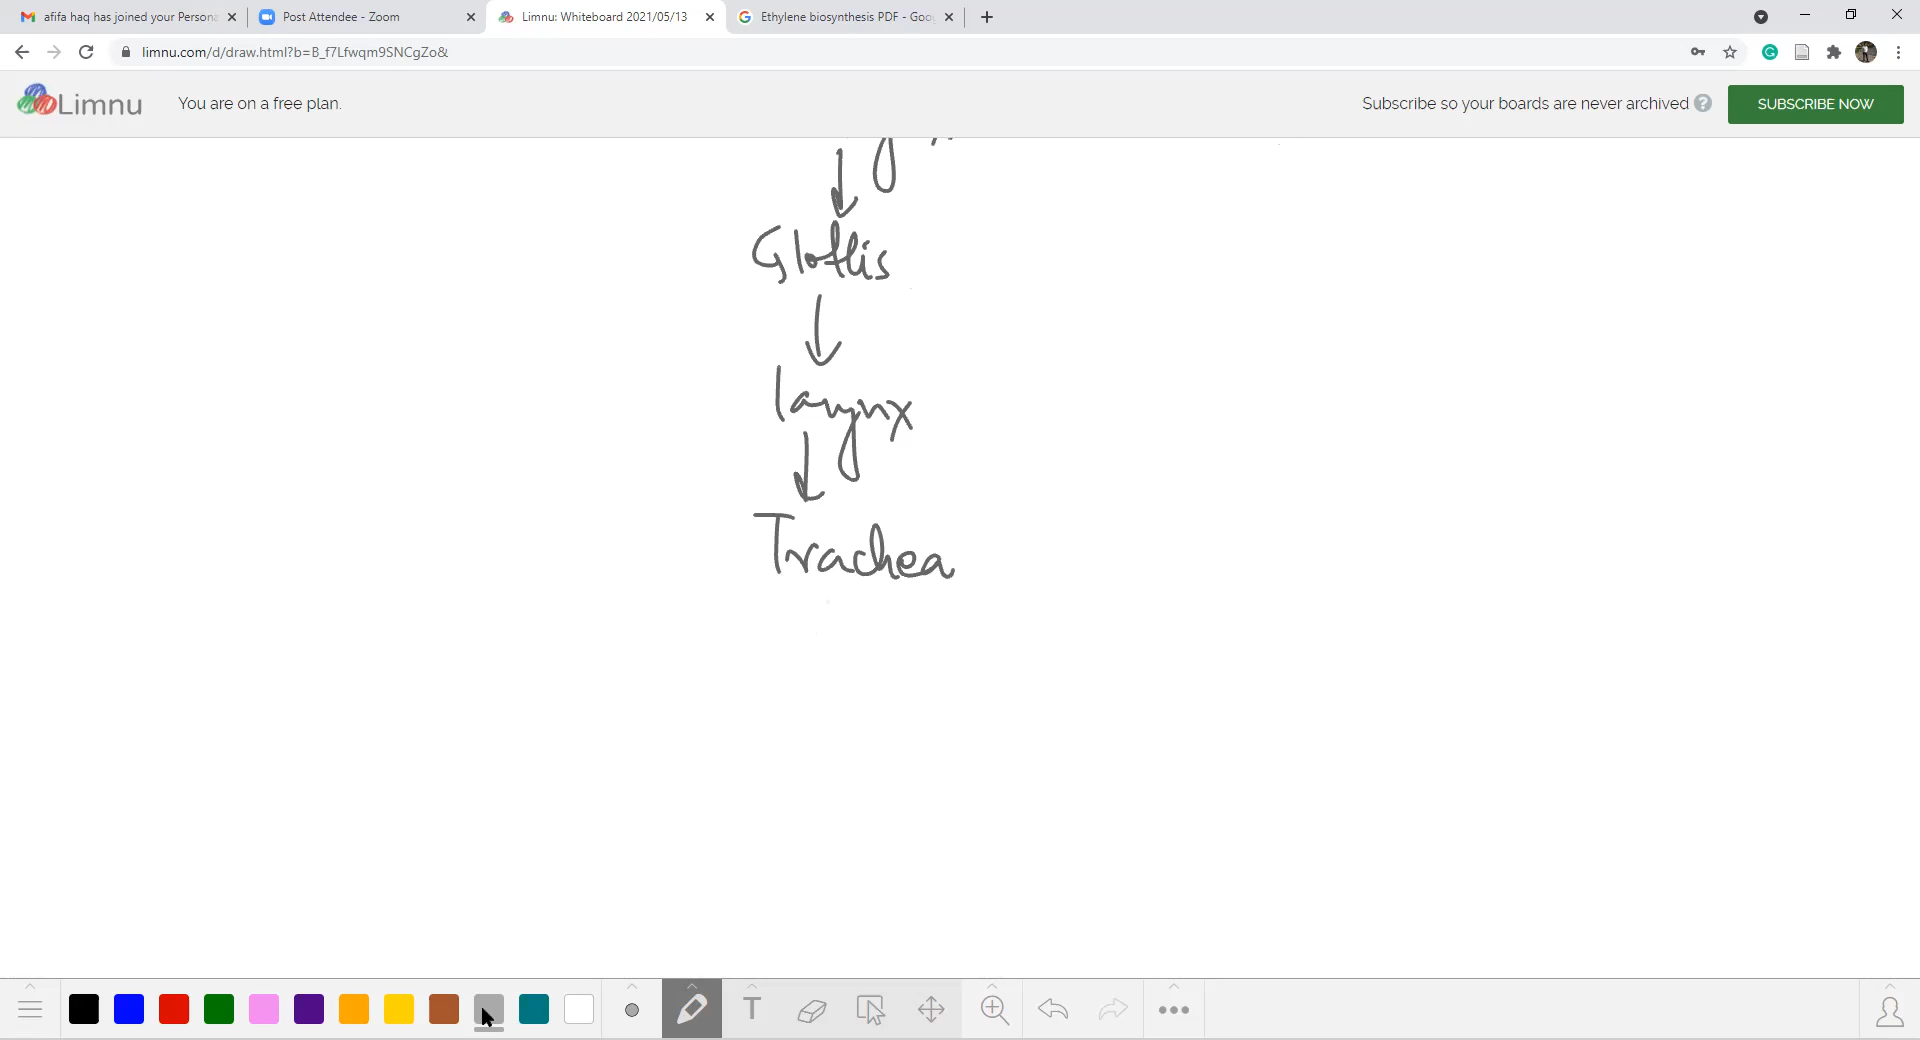 afifa haq has joined your Persona
Post Attendee - Zoom
Limnu: Whiteboard 2021/05/13
Ethylene biosynthesis PDF - Goo
limnu.com/d/draw.html?b=B_f7Lfwqm9SNCgZo&
Limnu
You are on a free plan.
Subscribe so your boards are never archived ?
SUBSCRIBE NOW
Glottis
larynx
Trachea
T